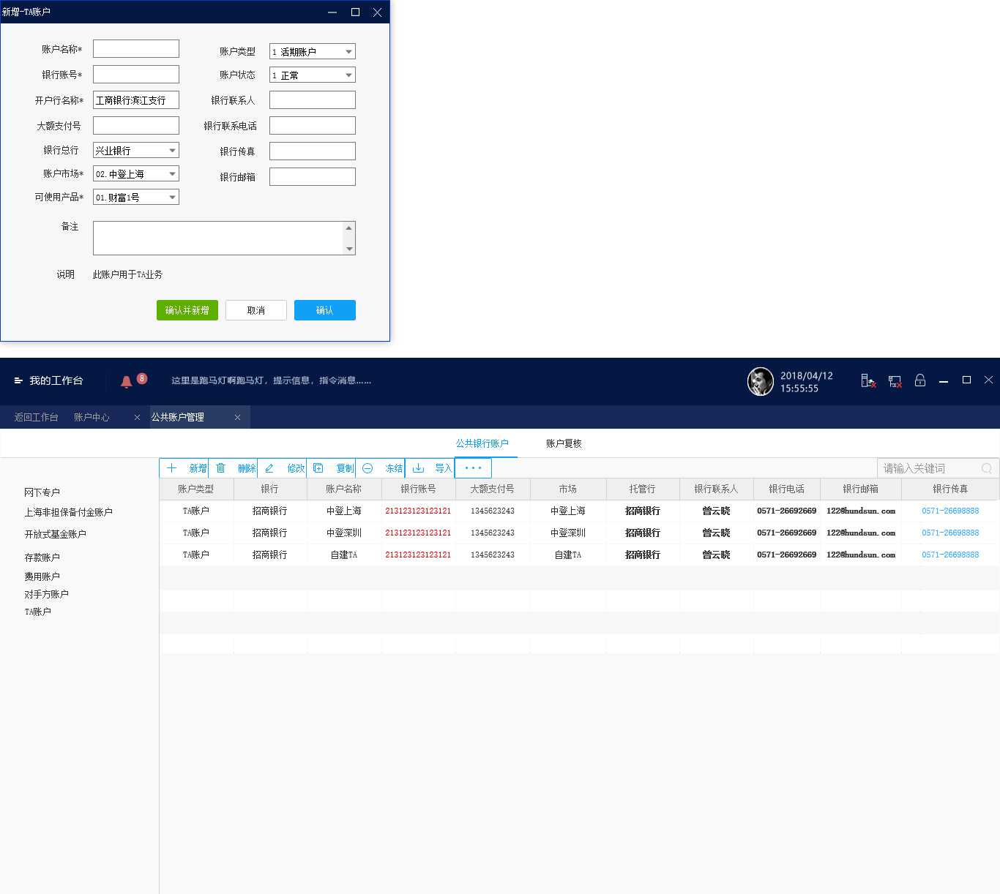 新增-TA账户
账户名称*
账户类型 1 活期账户
银行账号*
账户状态 1 正常
开户行名称* 工商银行滨江支行
银行联系人
大额支付号
银行联系电话
银行总行 兴业银行
银行传真
账户市场* 02.中登上海
银行邮箱
可使用产品* 01.财富1号
备注
说明 此账户用于TA业务
确认并新增 取消 确认
我的工作台 8 这里是跑马灯啊跑马灯，提示信息，指令消息...... 2018/04/12
15:55:55
返回工作台 账户中心 公共账户管理
公共银行账户 账户复核
新增 删除 修改 复制 冻结 导入 请输入关键词
账户类型 银行 账户名称 银行账号 大额支付号 市场 托管行 银行联系人 银行电话 银行邮箱 银行传真
TA账户 招商银行 中登上海 213123123123121 1345623243 中登上海 招商银行 曾云晓 0571-26692669 122@hundsun.com 0571-26698888
TA账户 招商银行 中登深圳 213123123123121 1345623243 中登深圳 招商银行 曾云晓 0571-26692669 122@hundsun.com 0571-26698888
TA账户 招商银行 自建TA 213123123123121 1345623243 自建TA 招商银行 曾云晓 0571-26692669 122@hundsun.com 0571-26698888
网下专户
上海非担保备付金账户
开放式基金账户
存款账户
费用账户
对手方账户
TA账户